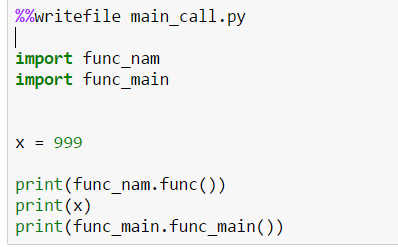 %%writefile main_call.py
import func_nam
import func_main
x = 999
print(func_nam.func())
print(x)
print(func_main.func_main())